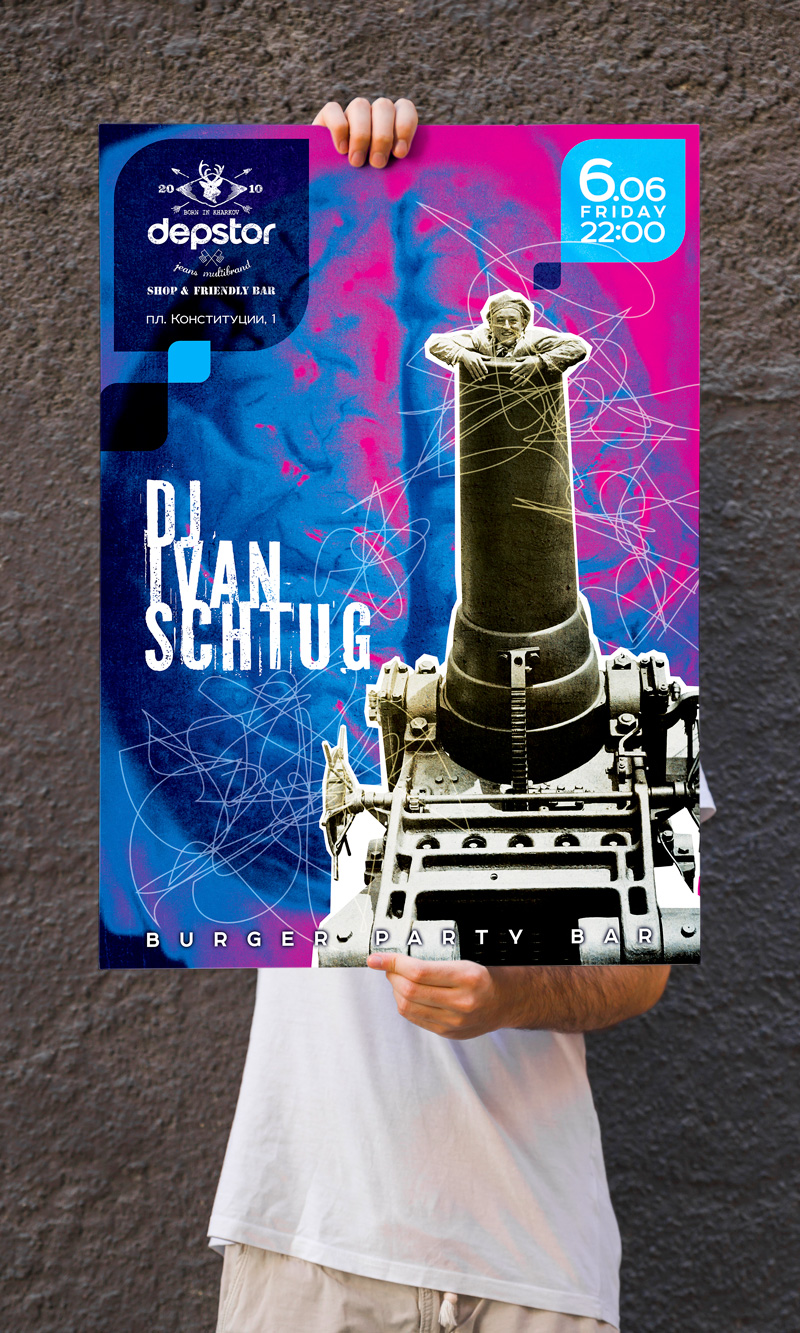 20 10
BORN IN KHARKOV
depstor
jeans multibrand
SHOP & FRIENDLY BAR
пл. Конституции, 1
6.06
FRIDAY
22:00
DJ
IVAN
SCHTUG
BURGER PARTY BAR